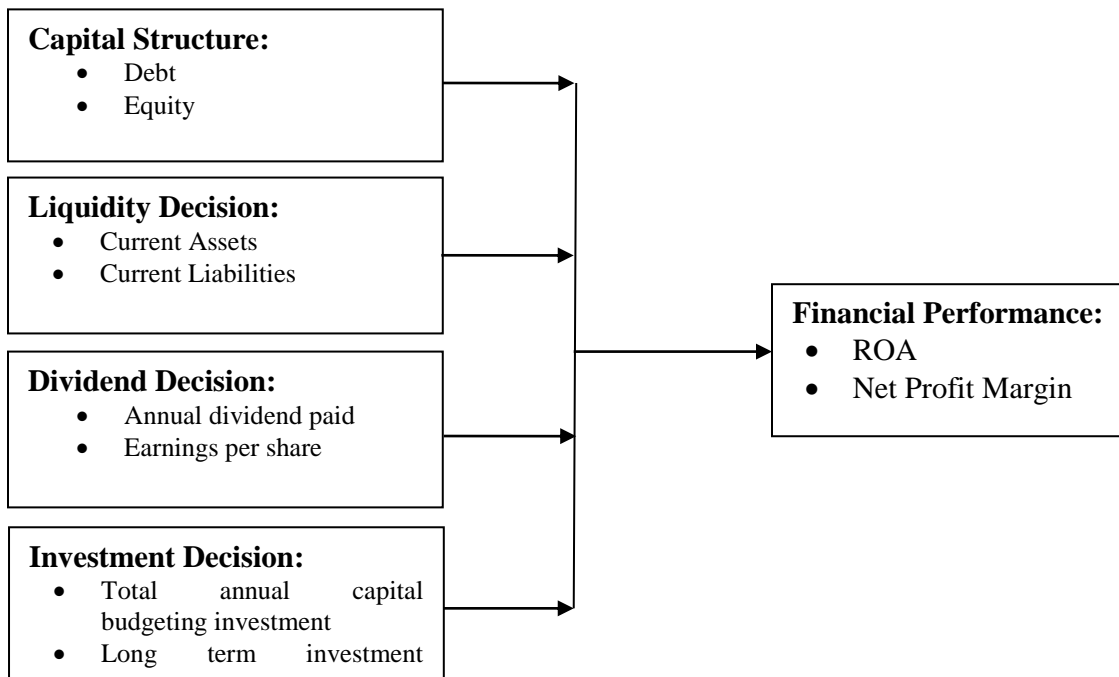 Capital Structure:
• Debt
• Equity
Liquidity Decision:
• Current Assets
• Current Liabilities
Dividend Decision:
• Annual dividend paid
• Earnings per share
Investment Decision:
• Total annual capital
budgeting investment
• Long term investment
Financial Performance:
• ROA
• Net Profit Margin